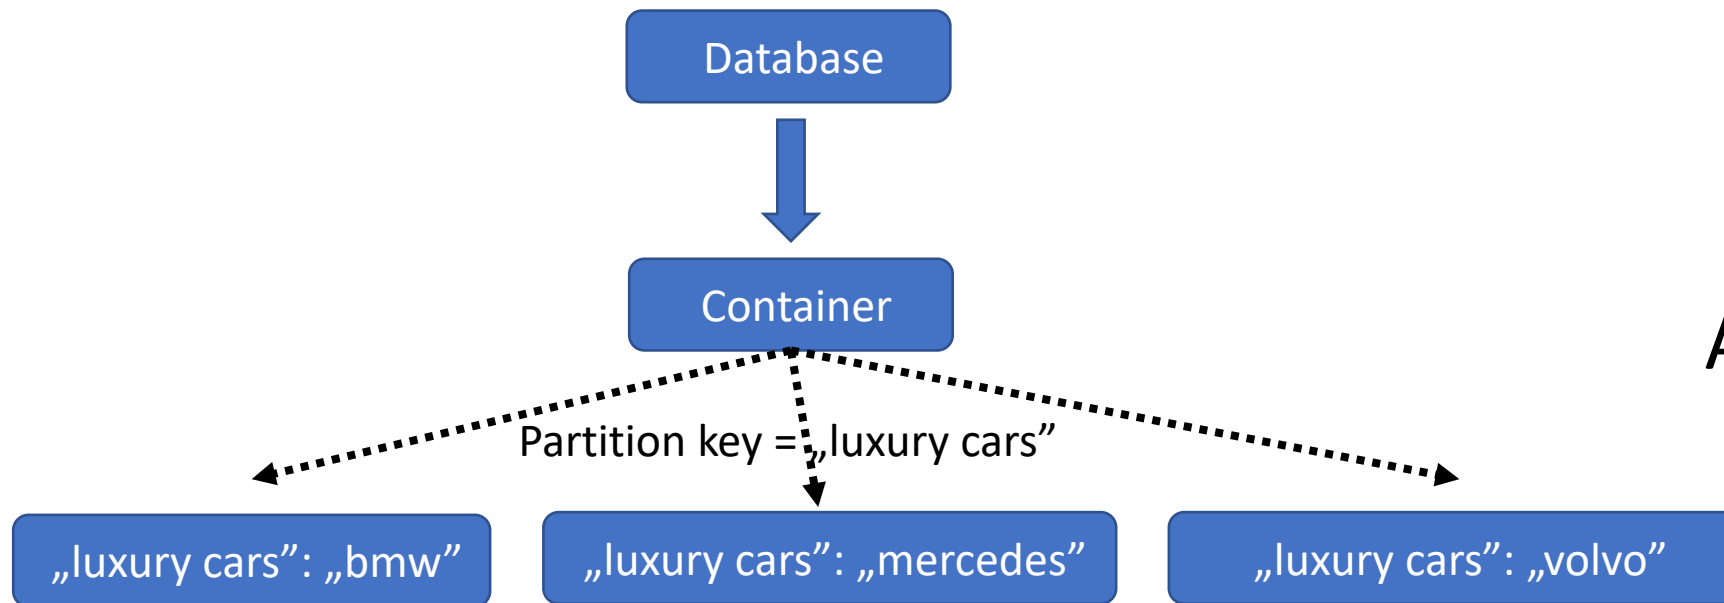 Database
Container
A
Partition key = „luxury cars”
„luxury cars”: „bmw”
„luxury cars”: „mercedes”
„luxury cars”: „volvo”